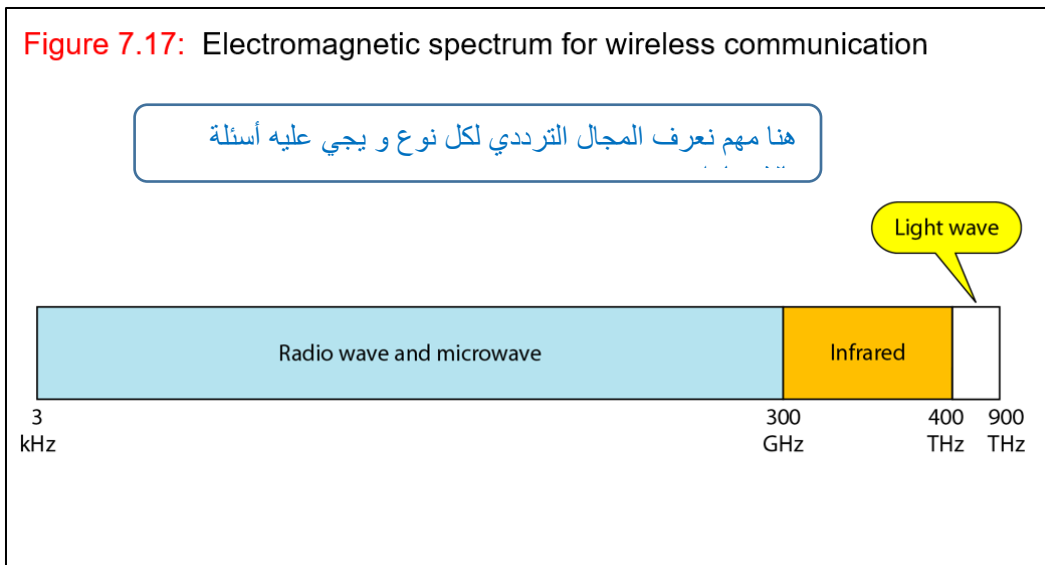 Figure 7.17: Electromagnetic spectrum for wireless communication
هنا مهم نعرف المجال الترددي لكل نوع و يجي عليه أسئلة
Light wave
Radio wave and microwave
Infrared
3
kHz
300
GHz
400
THz
900
THz